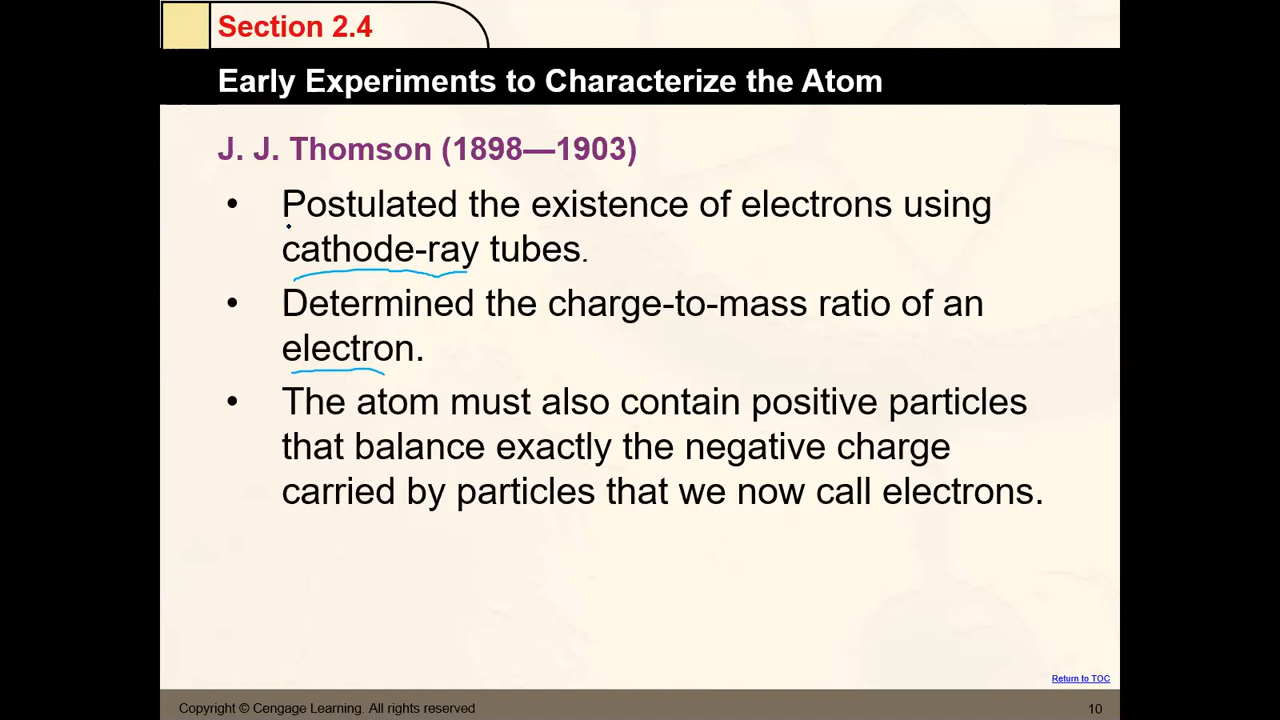 Section 2.4
Early Experiments to Characterize the Atom
J. J. Thomson (1898—1903)
• Postulated the existence of electrons using
cathode-ray tubes.
• Determined the charge-to-mass ratio of an
electron.
• The atom must also contain positive particles
that balance exactly the negative charge
carried by particles that we now call electrons.
Return to TOC
Copyright © Cengage Learning. All rights reserved
10